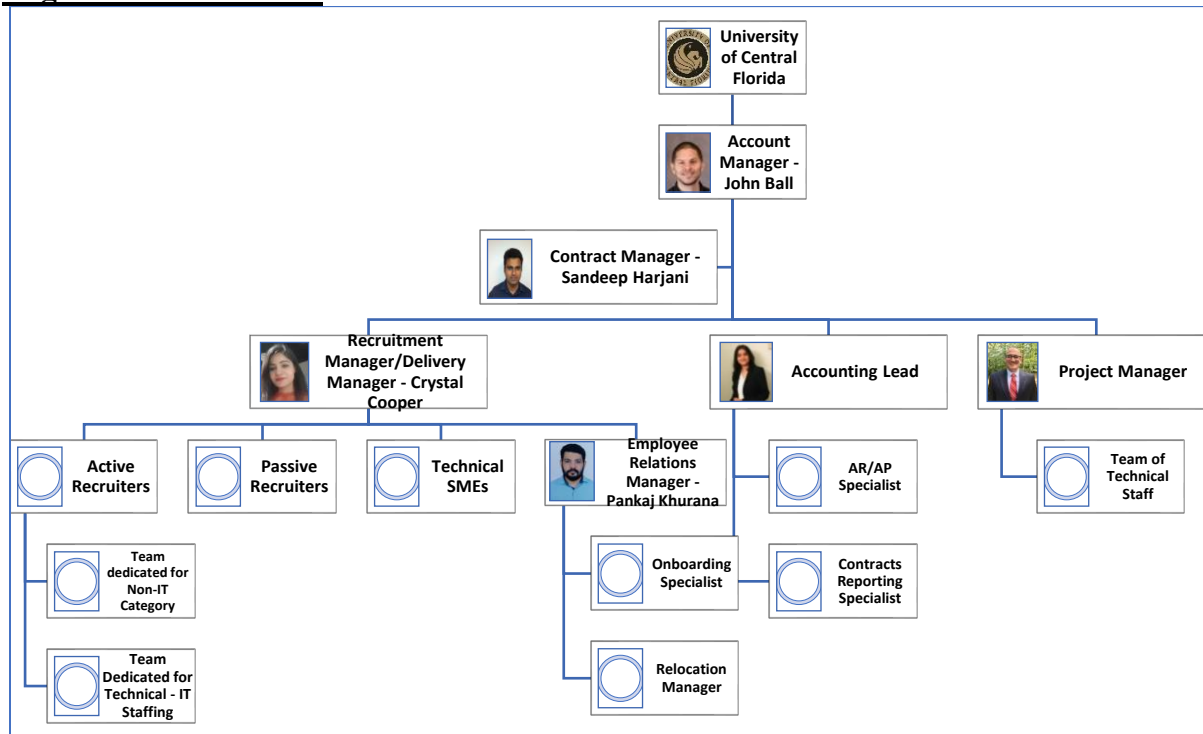 University
of Central
Florida
Account
Manager -
John Ball
Contract Manager -
Sandeep Harjani
Recruitment
Manager/Delivery
Manager - Crystal
Cooper
Accounting Lead
Project Manager
Active
Recruiters
Passive
Recruiters
Technical
SMEs
Employee
Relations
Manager -
Pankaj Khurana
AR/AP
Specialist
Team of
Technical
Staff
Team
dedicated for
Non-IT
Category
Onboarding
Specialist
Contracts
Reporting
Specialist
Team
Dedicated for
Technical - IT
Staffing
Relocation
Manager